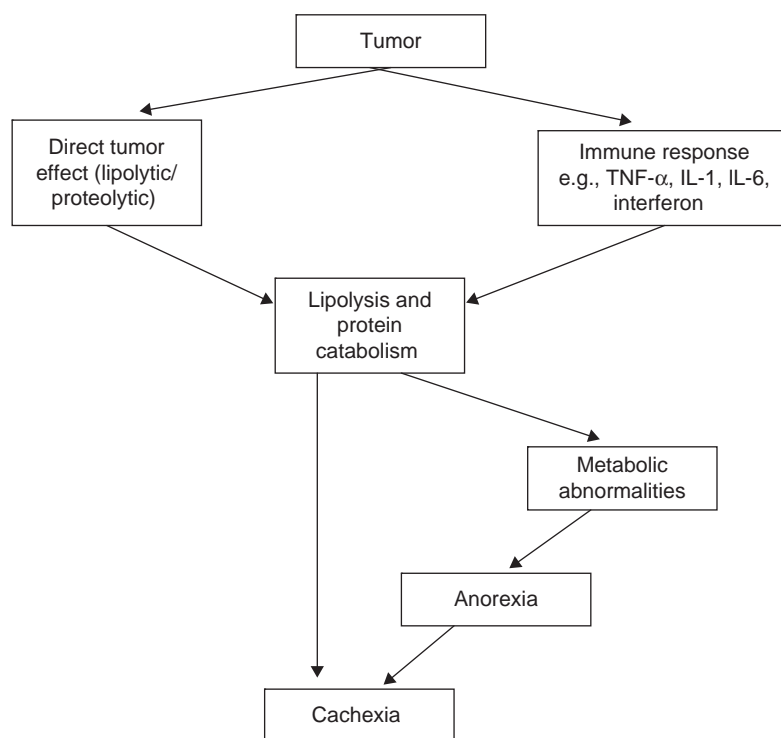 Tumor
Direct tumor
effect (lipolytic/
proteolytic)
Immune response
e.g., TNF-α, IL-1, IL-6,
interferon
Lipolysis and
protein
catabolism
Metabolic
abnormalities
Anorexia
Cachexia